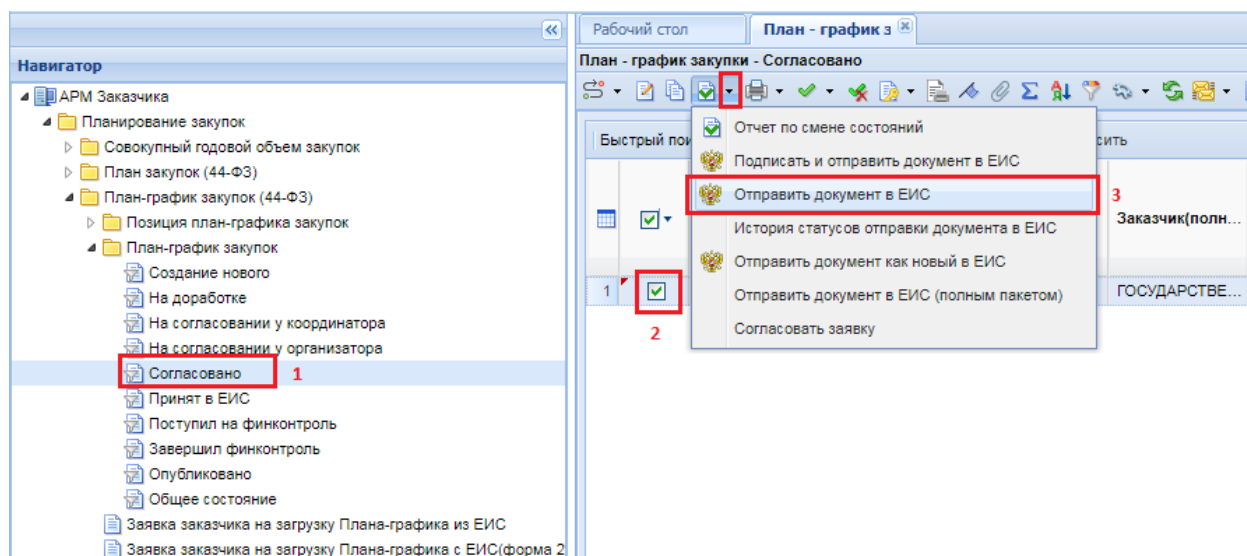 Навигатор
АРМ Заказчика
Планирование закупок
Совокупный годовой объем закупок
План закупок (44-ФЗ)
План-график закупок (44-ФЗ)
Позиция план-графика закупок
План-график закупок
Создание нового
На доработке
На согласовании у координатора
На согласовании у организатора
Согласовано
1
Принят в ЕИС
Поступил на финконтроль
Завершил финконтроль
Опубликовано
Общее состояние
Заявка заказчика на загрузку Плана-графика из ЕИС
Заявка заказчика на загрузку Плана-графика с ЕИС(форма 2
Рабочий стол
План - график з
План - график закупки - Согласовано
Быстрый пои
сить
Отчет по смене состояний
Подписать и отправить документ в ЕИС
Отправить документ в ЕИС
3
История статусов отправки документа в ЕИС
Отправить документ как новый в ЕИС
Отправить документ в ЕИС (полным пакетом)
Согласовать заявку
Заказчик(полн...
1
ГОСУДАРСТВЕ...
2